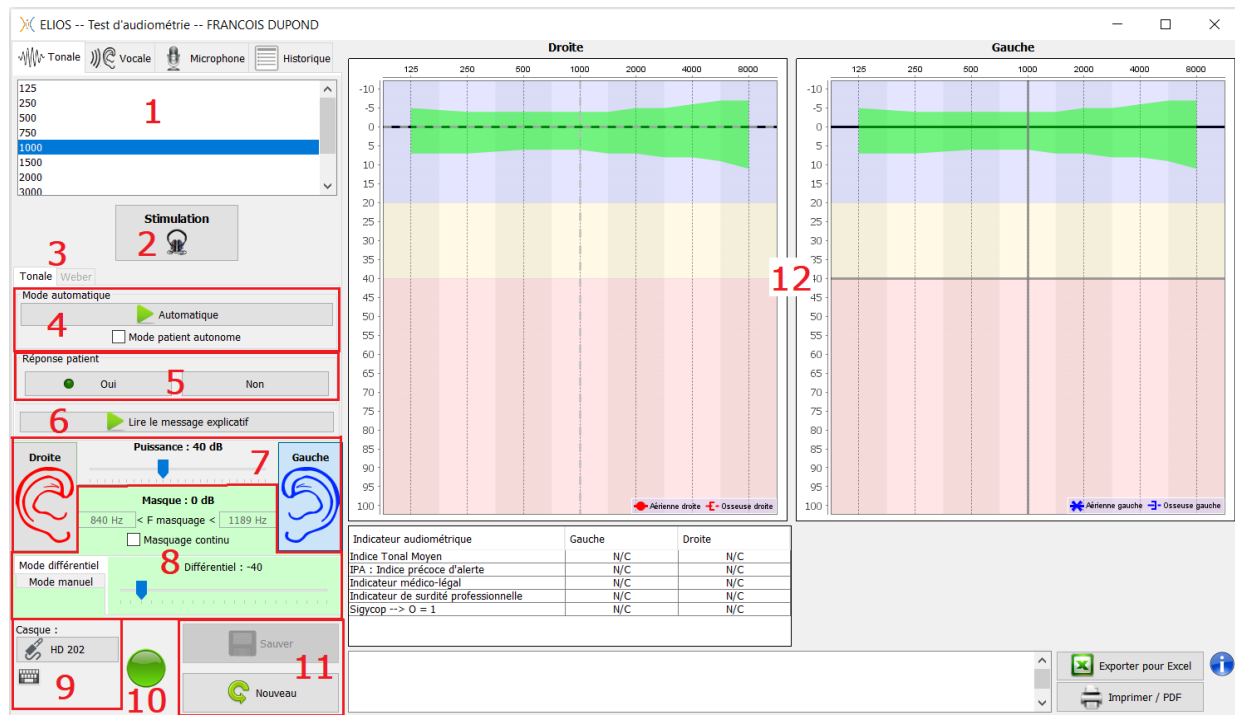 ELIOS -- Test d'audiométrie -- FRANCOIS DUPOND
Tonale
Vocale
Microphone
Historique
125
250
500
750
1000
1500
2000
3000
1
Stimulation
2
3
Tonale
Weber
Mode automatique
Automatique
4
Mode patient autonome
Réponse patient
Oui
5
Non
6
Lire le message explicatif
Droite
Puissance : 40 dB
7
Gauche
Masque : 0 dB
840 Hz < F masquage < 1189 Hz
Masquage continu
8
Mode différentiel
Mode manuel
Différentiel : -40
Casque :
HD 202
9
10
Sauver
11
Nouveau
Droite
125 250 500 1000 2000 4000 8000
-10
-5
0
5
10
15
20
25
30
35
40
45
50
55
60
65
70
75
80
85
90
95
100
Aérienne droite
Osseuse droite
12
Gauche
125 250 500 1000 2000 4000 8000
-10
-5
0
5
10
15
20
25
30
35
40
45
50
55
60
65
70
75
80
85
90
95
100
Aérienne gauche
Osseuse gauche
Indicateur audiométrique Gauche Droite
Indice Tonal Moyen N/C N/C
IPA : Indice précoce d'alerte N/C N/C
Indicateur médico-légal N/C N/C
Indicateur de surdité professionnelle N/C N/C
Sigycop --> O = 1 N/C N/C
Exporter pour Excel
Imprimer / PDF